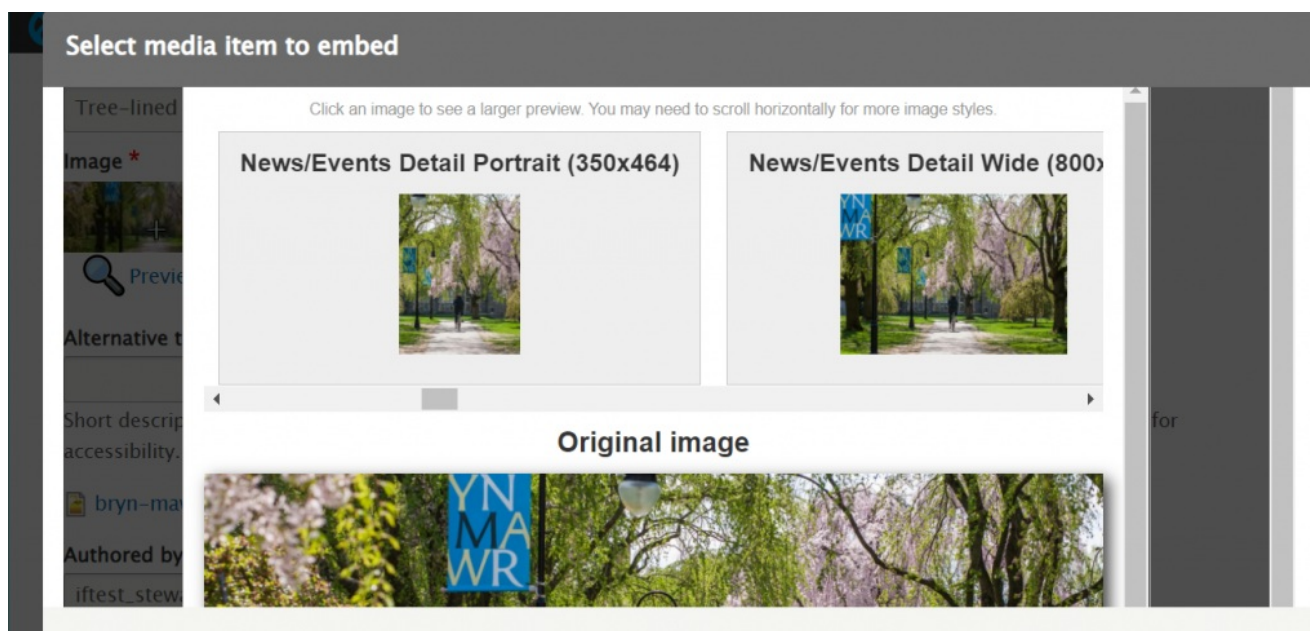 Select media item to embed
Tree-lined
Click an image to see a larger preview. You may need to scroll horizontally for more image styles.
Image *
News/Events Detail Portrait (350x464)
News/Events Detail Wide (800x
YN
MA
WR
Previe
Alternative t
Short descrip
for
accessibility.
Original image
bryn-ma
YN
MA
WR
Authored by
iftest_stewa